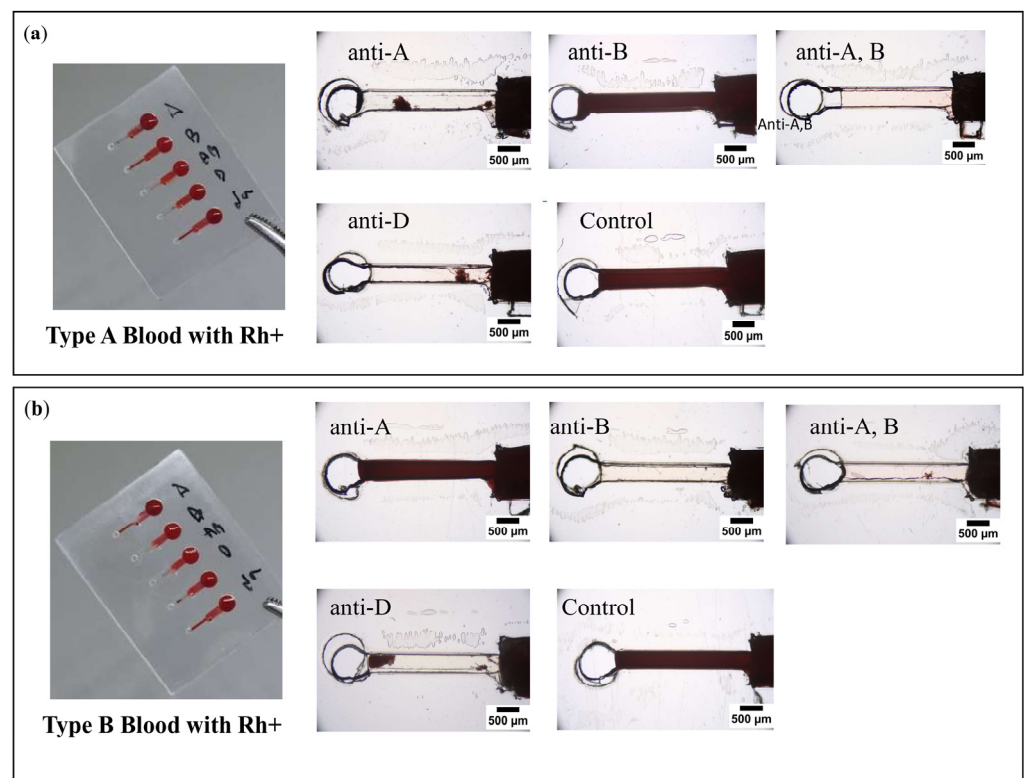 (a)
anti-A
anti-B
anti-A, B
Anti-A,B
500 μm
500 μm
500 μm
anti-D
Control
500 μm
500 μm
Type A Blood with Rh+
(b)
anti-A
anti-B
anti-A, B
500 μm
500 μm
500 μm
anti-D
Control
500 μm
500 μm
Type B Blood with Rh+